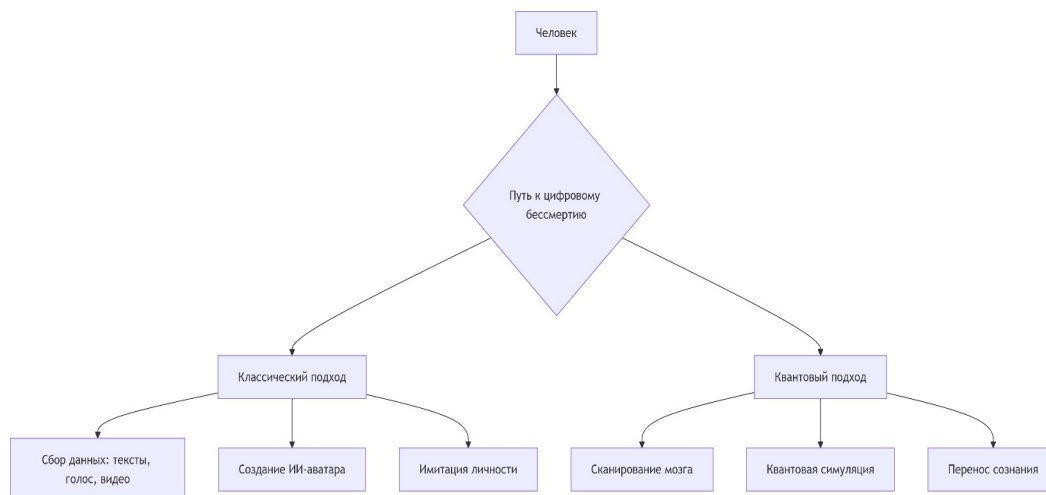 Человек
Путь к цифровому
бессмертию
Классический подход
Квантовый подход
Сбор данных: тексты,
голос, видео
Создание ИИ-аватара
Имитация личности
Сканирование мозга
Квантовая симуляция
Перенос сознания